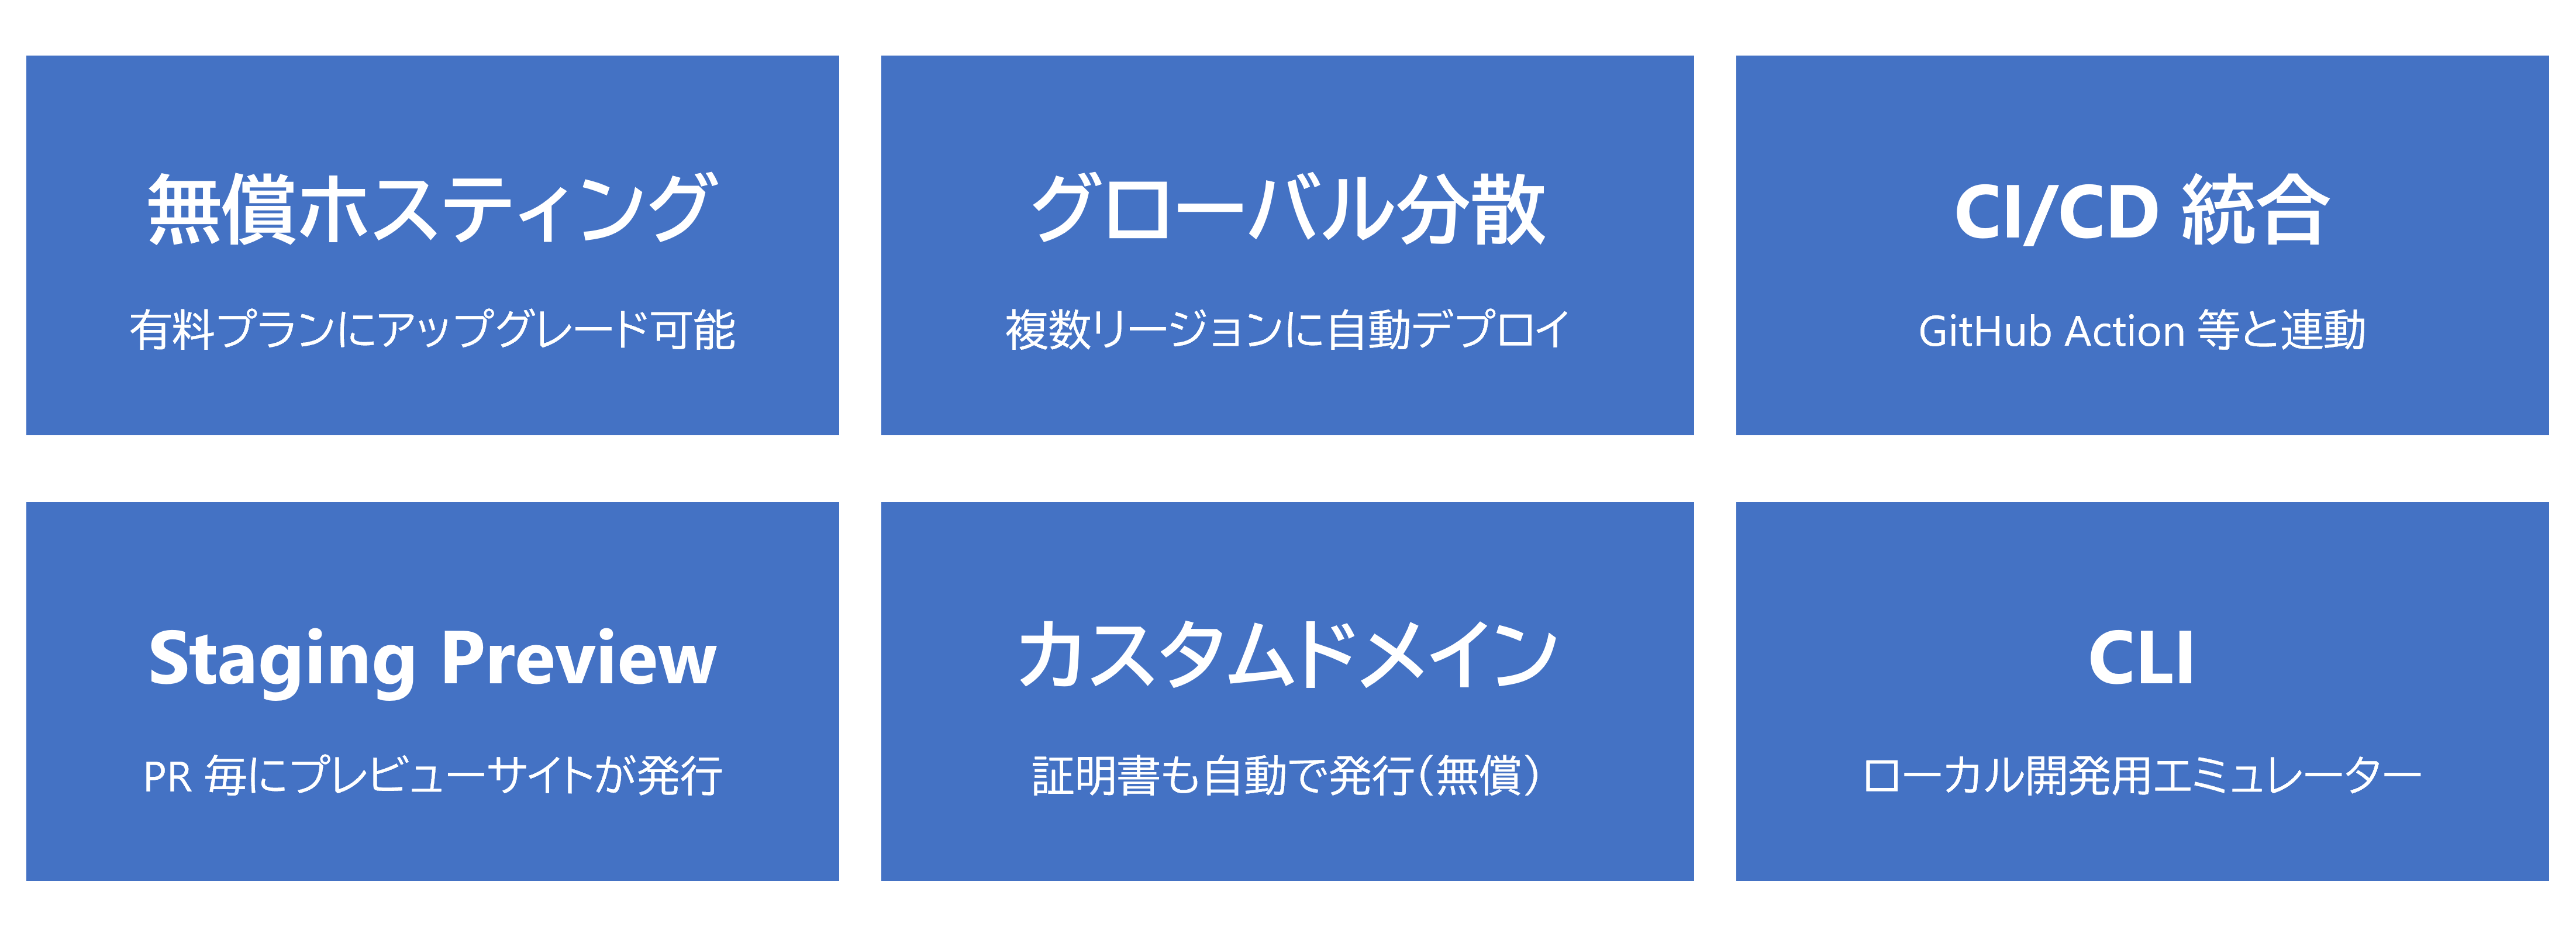 無償ホスティング
有料プランにアップグレード可能
グローバル分散
複数リージョンに自動デプロイ
CI/CD 統合
GitHub Action 等と連動
Staging Preview
PR 毎にプレビューサイトが発行
カスタムドメイン
証明書も自動で発行（無償）
CLI
ローカル開発用エミュレーター